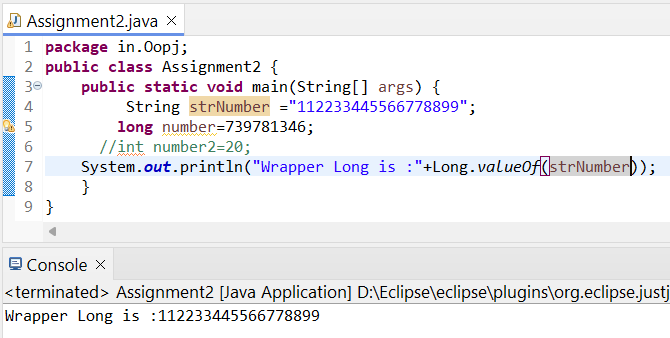 Assignment2.java
1 package in.Oopj;
2 public class Assignment2 {
3 public static void main(String[] args) {
4 String strNumber ="112233445566778899";
5 long number=739781346;
6 //int number2=20;
7 System.out.println("Wrapper Long is :"+Long.valueOf(strNumber));
8 }
9 }
Console
<terminated> Assignment2 [Java Application] D:\Eclipse\eclipse\plugins\org.eclipse.justj
Wrapper Long is :112233445566778899